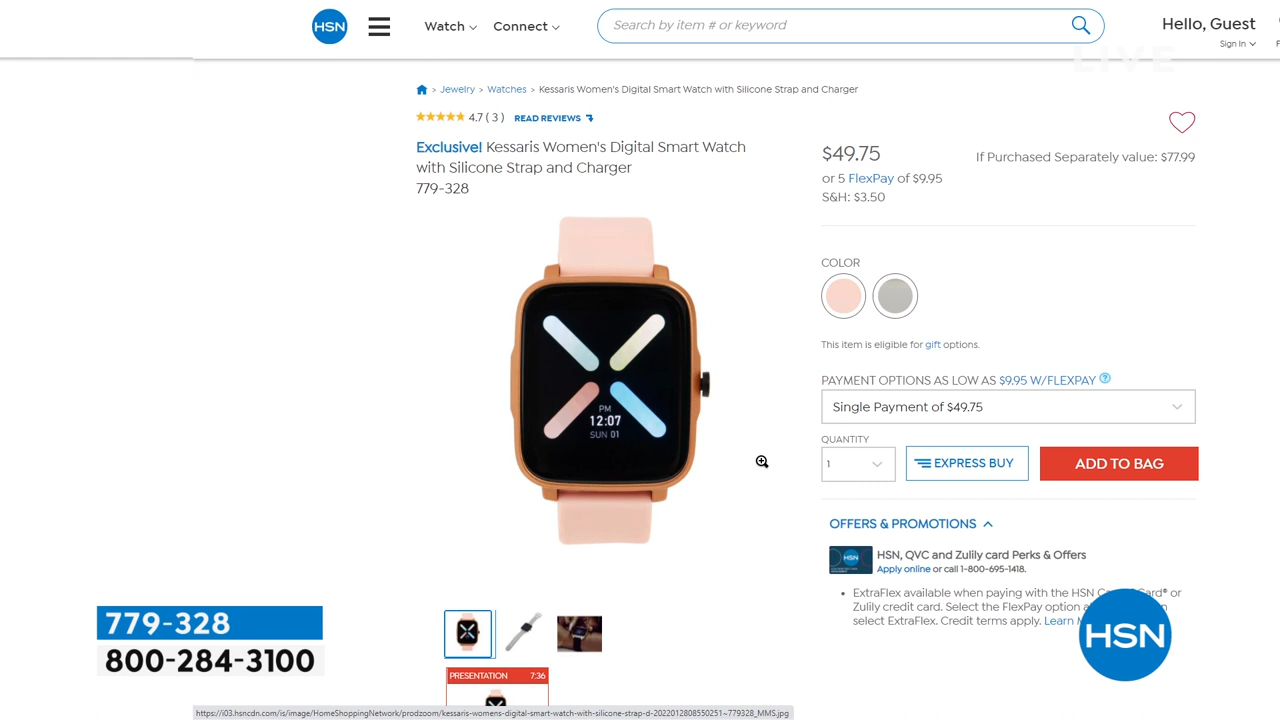 HSN
Watch
Connect
Search by item # or keyword
Hello, Guest
Sign In
LIVE
> Jewelry > Watches > Kessaris Women's Digital Smart Watch with Silicone Strap and Charger
4.7 ( 3 ) READ REVIEWS
Exclusive! Kessaris Women's Digital Smart Watch
with Silicone Strap and Charger
779-328
$49.75
If Purchased Separately value: $77.99
or 5 FlexPay of $9.95
S&H: $3.50
COLOR
This item is eligible for gift options.
PAYMENT OPTIONS AS LOW AS $9.95 W/FLEXPAY ?
Single Payment of $49.75
QUANTITY
1
EXPRESS BUY
ADD TO BAG
PM
12:07
SUN 01
OFFERS & PROMOTIONS
HSN
HSN, QVC and Zulily card Perks & Offers
Apply online or call 1-800-695-1418.
• ExtraFlex available when paying with the HSN Card® or
Zulily credit card. Select the FlexPay option
select ExtraFlex. Credit terms apply. Learn
HSN
779-328
800-284-3100
PRESENTATION 7:36
https://i03.hsncdn.com/is/image/HomeShoppingNetwork/prodzoom/kessaris-womens-digital-smart-watch-with-silicone-strap-d-2022012808550251~779328_MMS.jpg